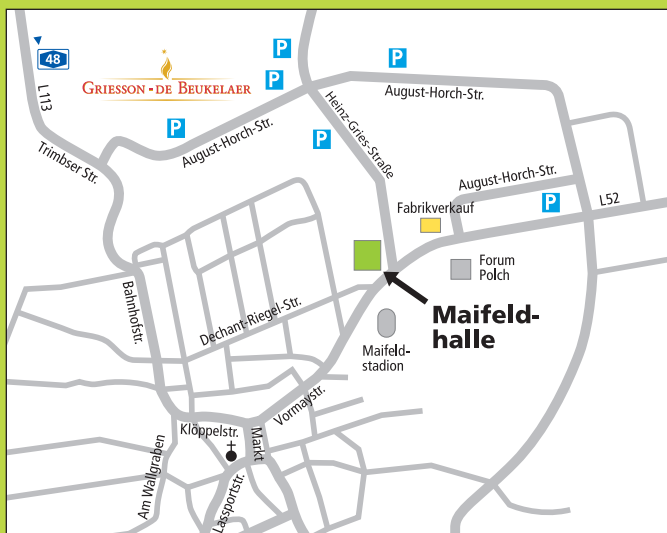 P
P
48
GRIESSON - DE BEUKELAER
P
August-Horch-Str.
L113
Heinz-Gries-Straße
P
P
August-Horch-Str.
Trimbser Str.
August-Horch-Str.
Fabrikverkauf
P
L52
Forum
Polch
Bahnhofstr.
Dechant-Riegel-Str.
Maifeld-
halle
Maifeld-
stadion
Vormaystr.
Klöppelstr.
Markt
Am Wallgraben
Lassportstr.